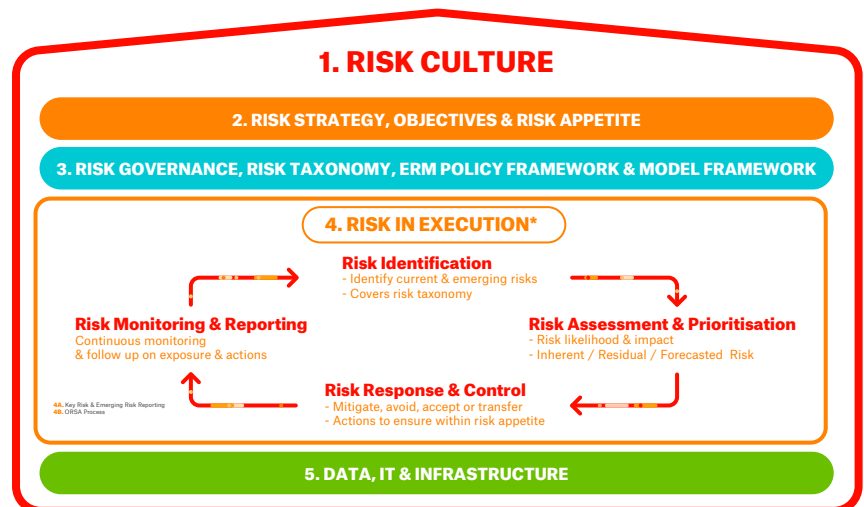 1. RISK CULTURE
2. RISK STRATEGY, OBJECTIVES & RISK APPETITE
3. RISK GOVERNANCE, RISK TAXONOMY, ERM POLICY FRAMEWORK & MODEL FRAMEWORK
4. RISK IN EXECUTION*
Risk Identification
- Identify current & emerging risks
- Covers risk taxonomy
Risk Assessment & Prioritisation
- Risk likelihood & impact
- Inherent / Residual / Forecasted Risk
Risk Response & Control
- Mitigate, avoid, accept or transfer
- Actions to ensure within risk appetite
Risk Monitoring & Reporting
Continuous monitoring
& follow up on exposure & actions
4A. Key Risk & Emerging Risk Reporting
4B. ORSA Process
5. DATA, IT & INFRASTRUCTURE